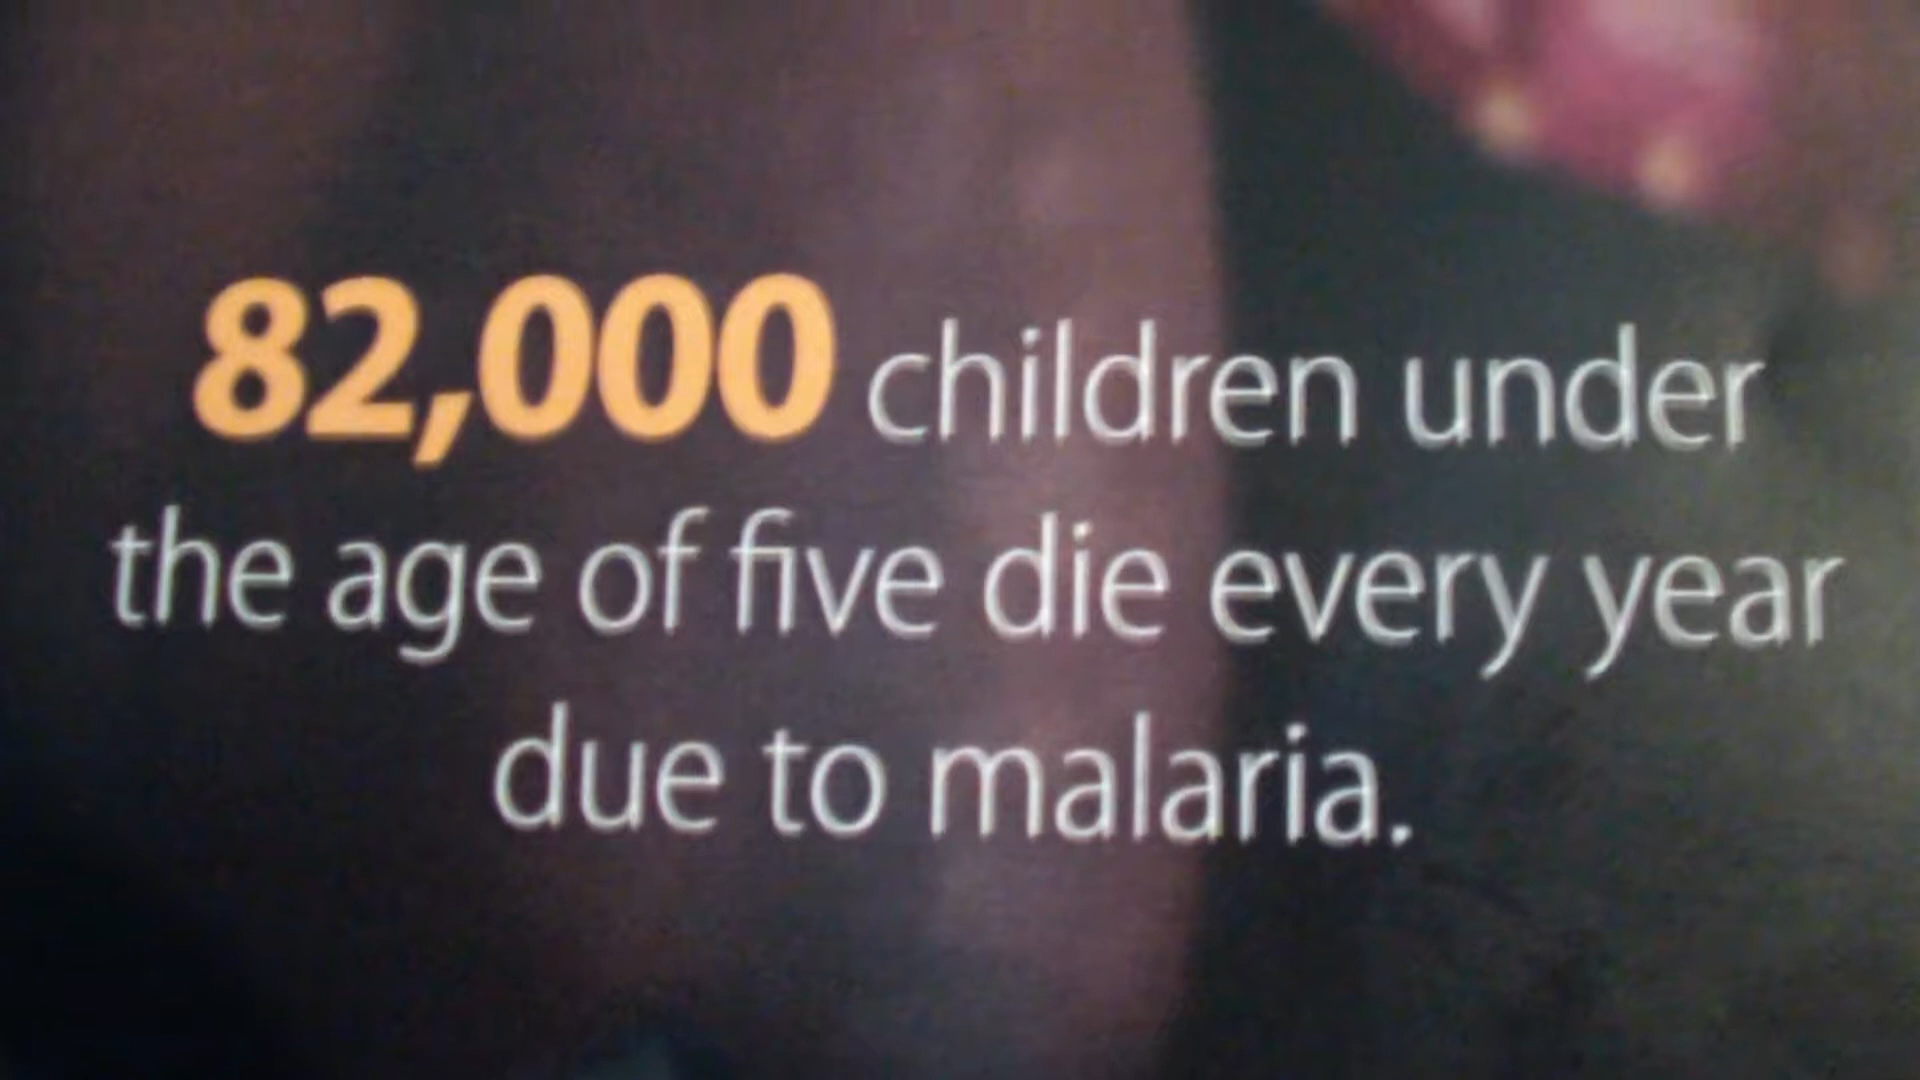 82,000 children under
the age of five die every year
due to malaria.